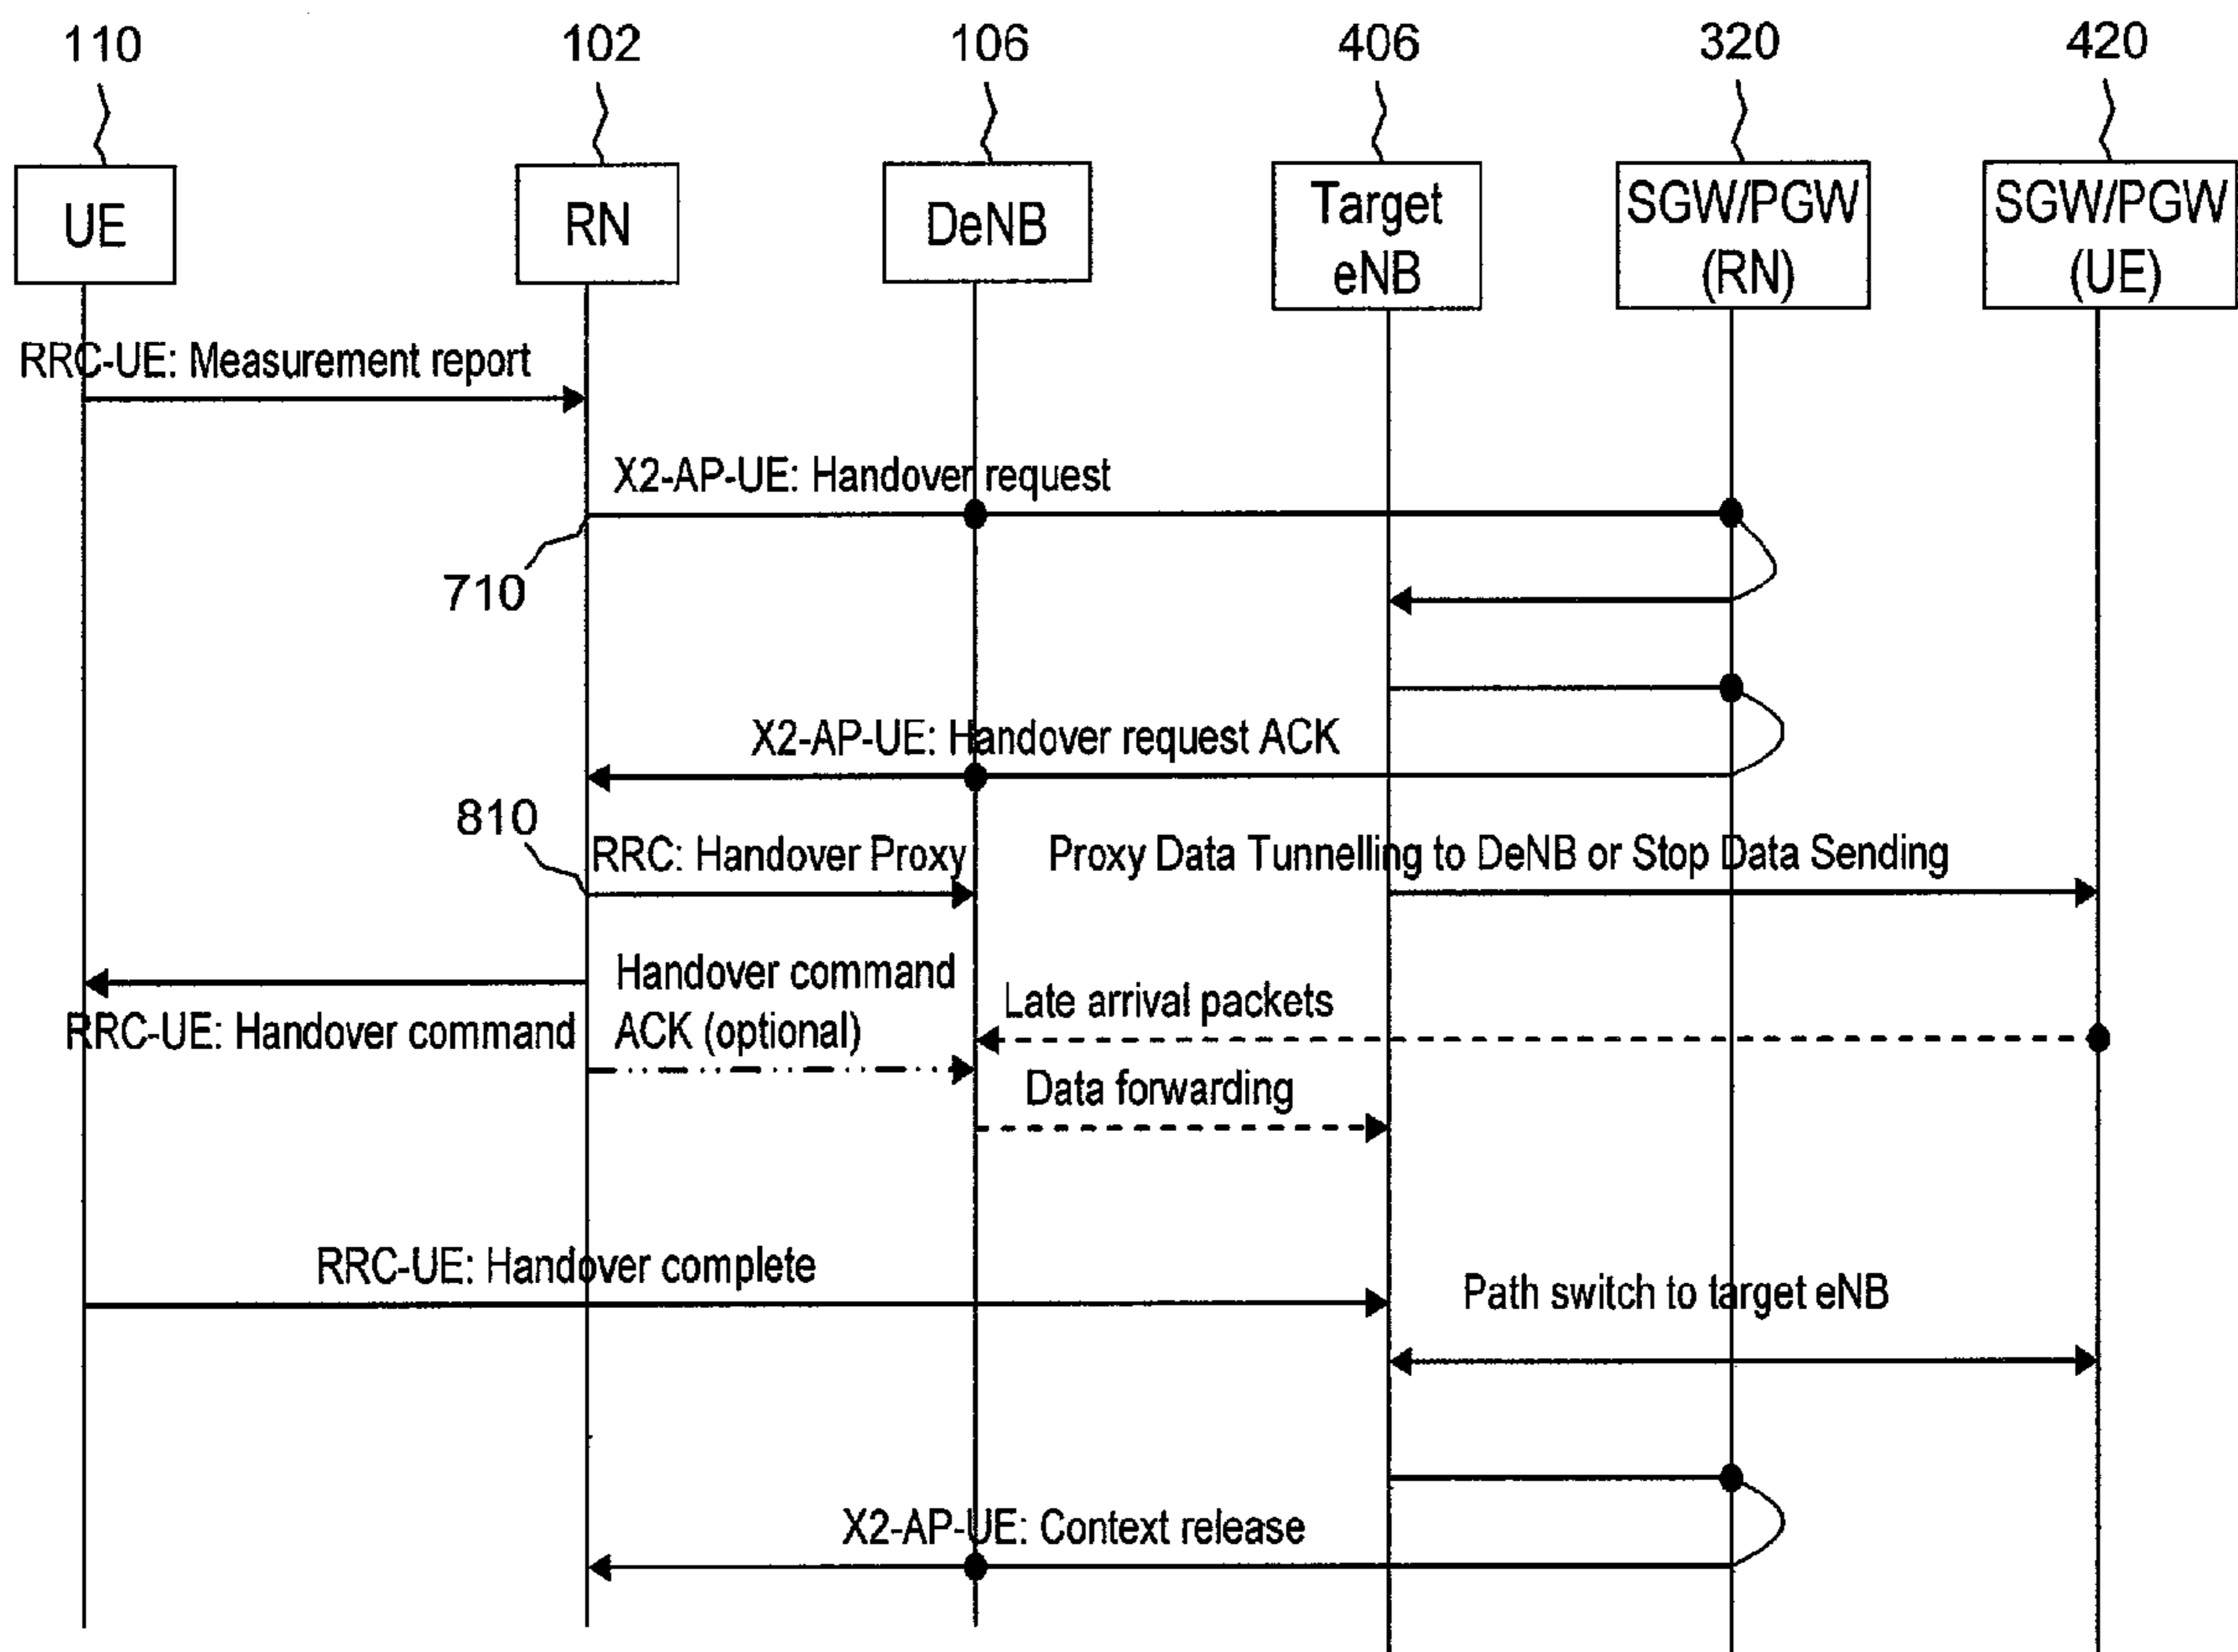 110
102
106
406
320
420
UE
RN
DeNB
Target
eNB
SGW/PGW
(RN)
SGW/PGW
(UE)
RRC-UE: Measurement report
X2-AP-UE: Handover request
710
X2-AP-UE: Handover request ACK
810
RRC: Handover Proxy
Proxy Data Tunnelling to DeNB or Stop Data Sending
Handover command
ACK (optional)
RRC-UE: Handover command
Late arrival packets
Data forwarding
RRC-UE: Handover complete
Path switch to target eNB
X2-AP-UE: Context release